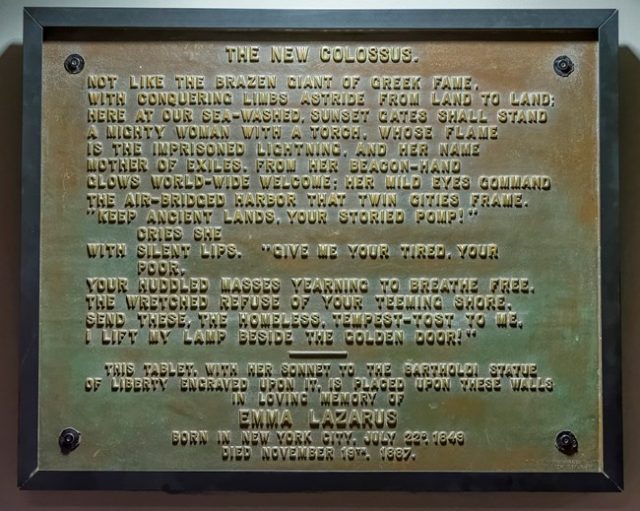 THE NEW COLOSSUS.
NOT LIKE THE BRAZEN GIANT OF GREEK FAME,
WITH CONQUERING LIMBS ASTRIDE FROM LAND TO LAND;
HERE AT OUR SEA-WASHED, SUNSET GATES SHALL STAND
A MIGHTY WOMAN WITH A TORCH, WHOSE FLAME
IS THE IMPRISONED LIGHTNING, AND HER NAME
MOTHER OF EXILES. FROM HER BEACON-HAND
GLOWS WORLD-WIDE WELCOME; HER MILD EYES COMMAND
THE AIR-BRIDGED HARBOR THAT TWIN CITIES FRAME.
"KEEP ANCIENT LANDS, YOUR STORIED POMP!"
CRIES SHE
WITH SILENT LIPS. "GIVE ME YOUR TIRED, YOUR
POOR,
YOUR HUDDLED MASSES YEARNING TO BREATHE FREE,
THE WRETCHED REFUSE OF YOUR TEEMING SHORE,
SEND THESE, THE HOMELESS, TEMPEST-TOST TO ME,
I LIFT MY LAMP BESIDE THE GOLDEN DOOR!"
THIS TABLET, WITH HER SONNET TO THE BARTHOLDI STATUE
OF LIBERTY ENGRAVED UPON IT, IS PLACED UPON THESE WALLS
IN LOVING MEMORY OF
EMMA LAZARUS
BORN IN NEW YORK CITY, JULY 22D, 1849
DIED NOVEMBER 19TH, 1887.